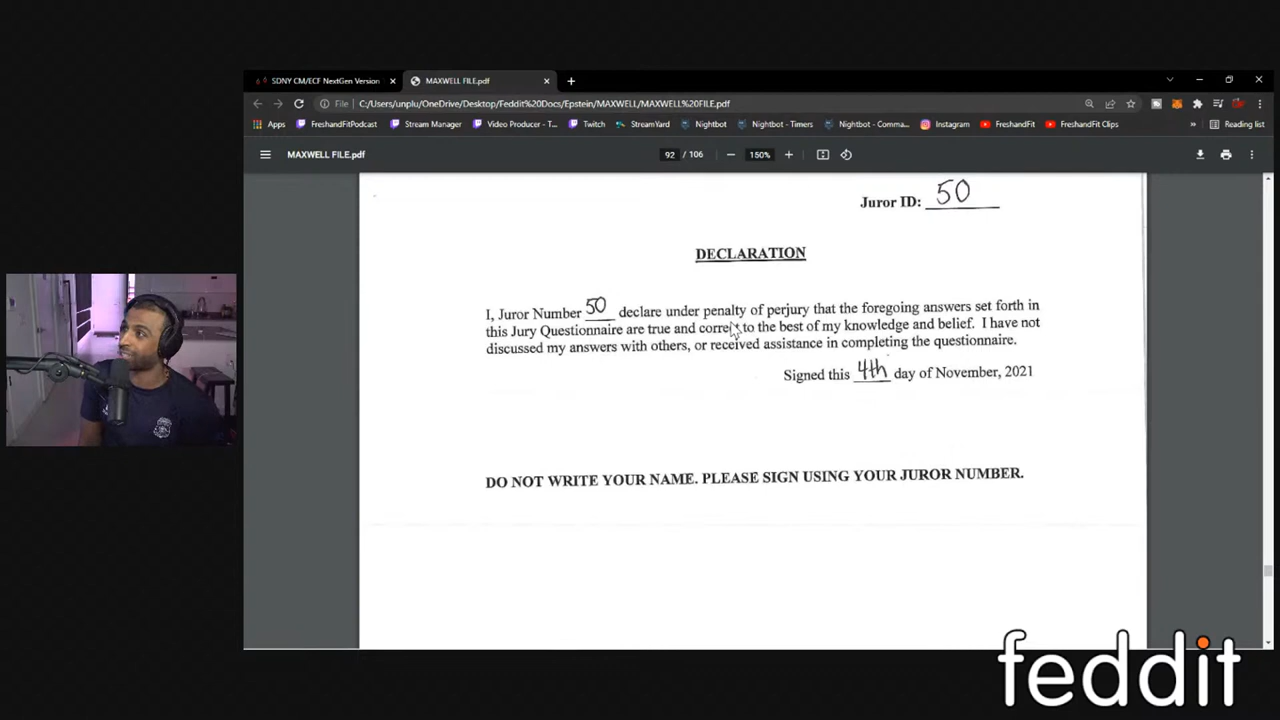 SDNY CM/ECF NextGen Version
MAXWELL FILE.pdf
File
C:/Users/unplu/OneDrive/Desktop/Feddit%20Docs/Epstein/MAXWELL/MAXWELL%20FILE.pdf
Apps FreshandFitPodcast Stream Manager Video Producer - T... Twitch StreamYard Nightbot Nightbot - Timers Nightbot - Comma... Instagram FreshandFit FreshandFit Clips » Reading list
MAXWELL FILE.pdf 92 / 106 150%
Juror ID: 50
DECLARATION
I, Juror Number 50 declare under penalty of perjury that the foregoing answers set forth in
this Jury Questionnaire are true and correct to the best of my knowledge and belief. I have not
discussed my answers with others, or received assistance in completing the questionnaire.
Signed this 4th day of November, 2021
DO NOT WRITE YOUR NAME. PLEASE SIGN USING YOUR JUROR NUMBER.
feddit